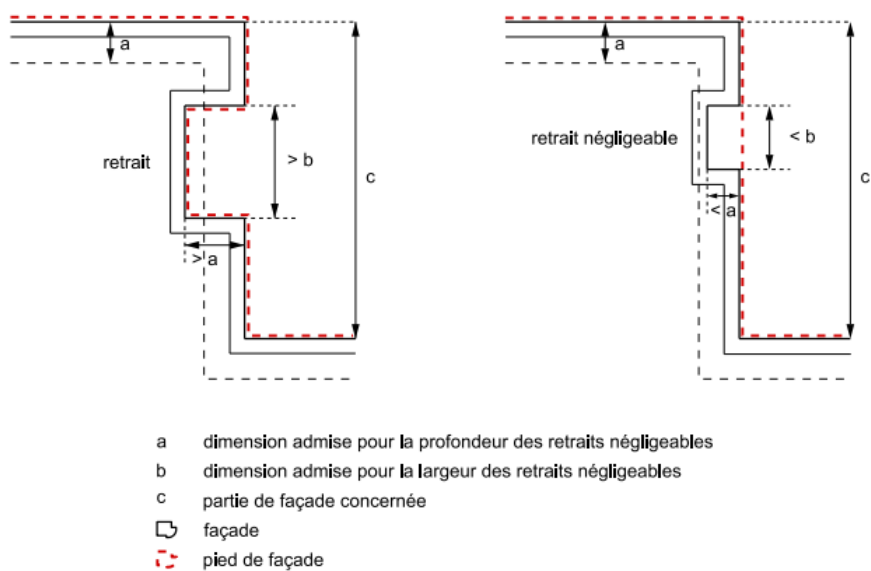 a
retrait
> b
c
> a
a
retrait négligeable
< b
c
< a
a dimension admise pour la profondeur des retraits négligeables
b dimension admise pour la largeur des retraits négligeables
c partie de façade concernée
façade
pied de façade